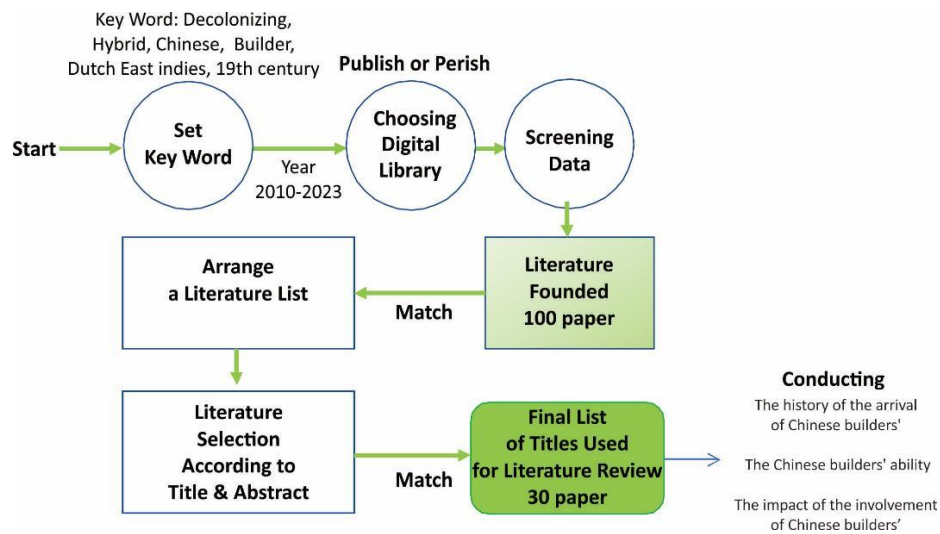 Key Word: Decolonizing,
Hybrid, Chinese, Builder,
Dutch East indies, 19th century
Publish or Perish
Start
Set
Key Word
Year
2010-2023
Choosing
Digital
Library
Screening
Data
Literature
Founded
100 paper
Match
Arrange
a Literature List
Literature
Selection
According to
Title & Abstract
Match
Final List
of Titles Used
for Literature Review
30 paper
Conducting
The history of the arrival
of Chinese builders'
The Chinese builders' ability
The impact of the involvement
of Chinese builders’